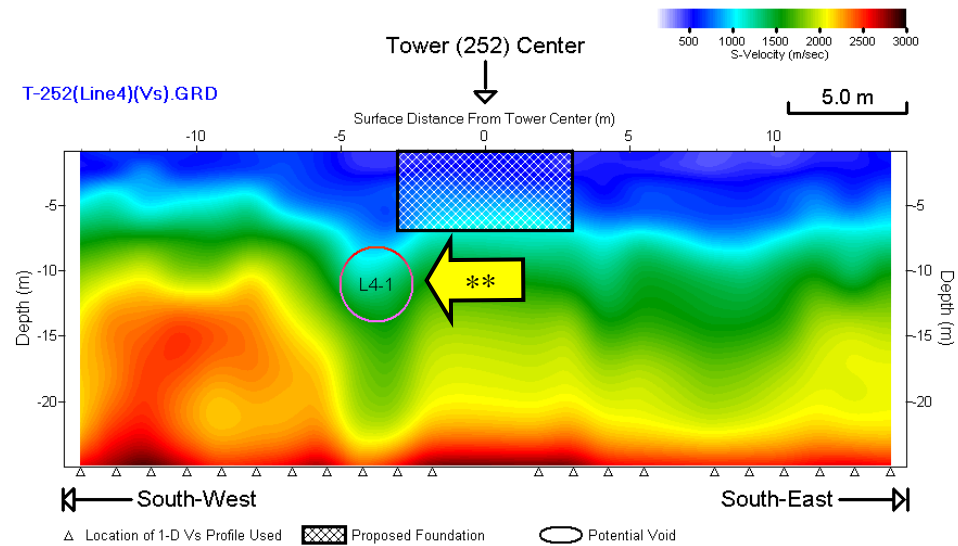 500 1000 1500 2000 2500 3000
S-Velocity (m/sec)
Tower (252) Center
T-252(Line4)(Vs).GRD
5.0 m
Surface Distance From Tower Center (m)
-10 -5 0 5 10
-5 -5
-10 -10
-15 -15
-20 -20
Depth (m)
Depth (m)
L4-1
**
South-West South-East
Location of 1-D Vs Profile Used Proposed Foundation Potential Void